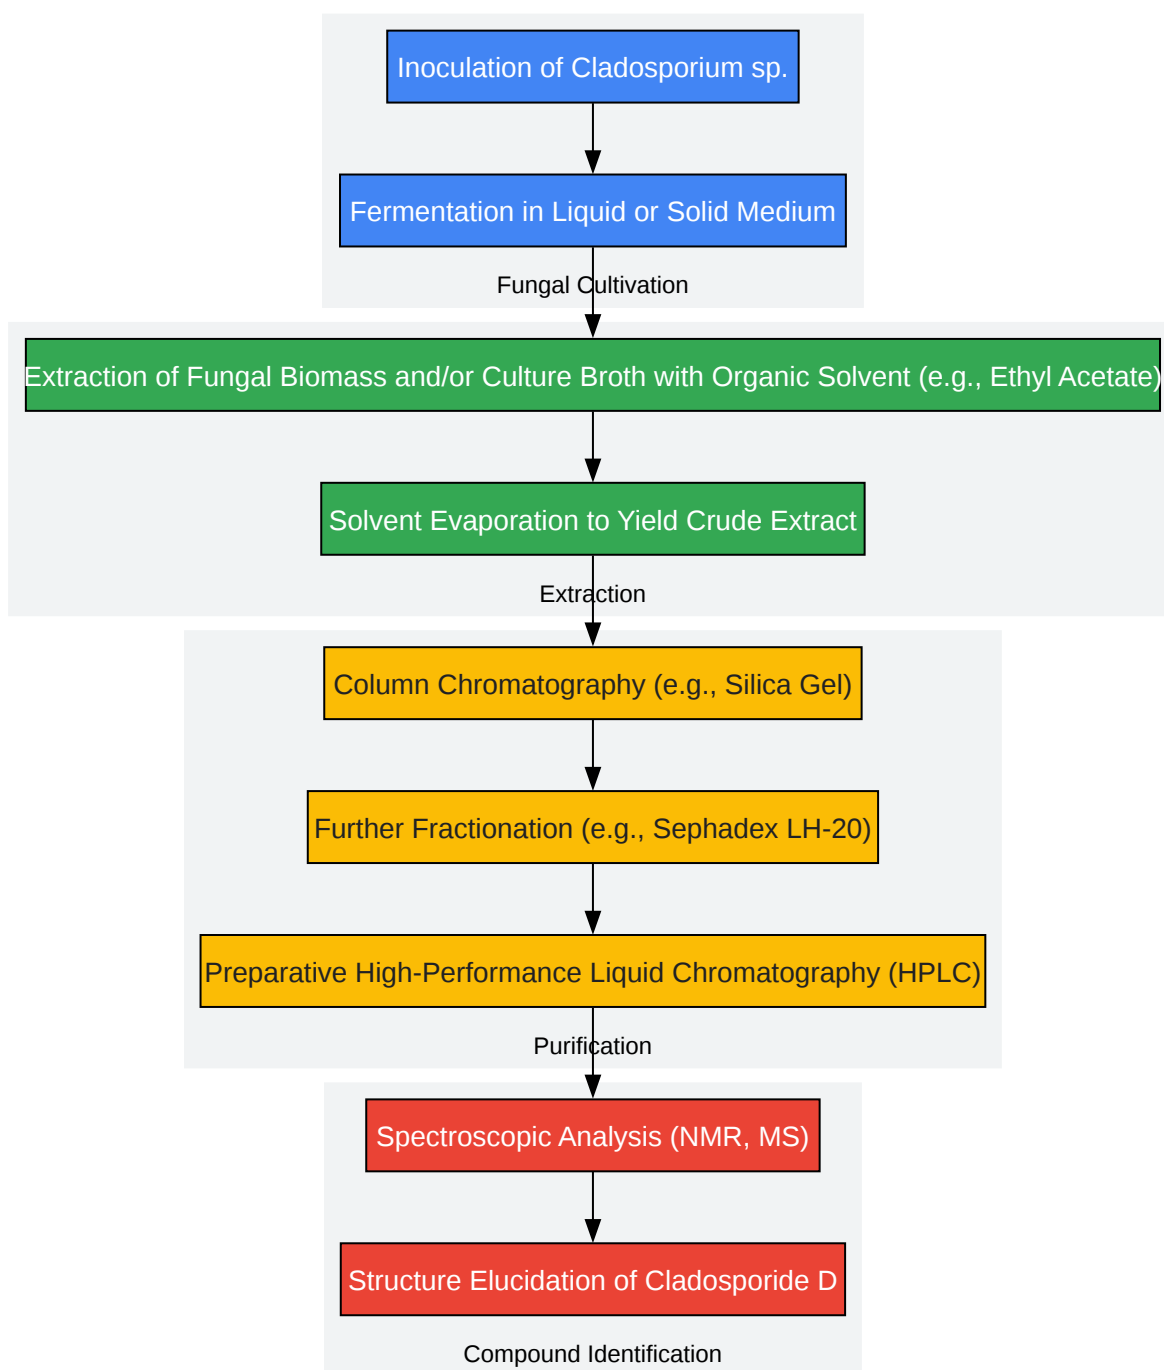 Inoculation of Cladosporium sp.
Fermentation in Liquid or Solid Medium
Fungal Cultivation
Extraction of Fungal Biomass and/or Culture Broth with Organic Solvent (e.g., Ethyl Acetate)
Solvent Evaporation to Yield Crude Extract
Extraction
Column Chromatography (e.g., Silica Gel)
Further Fractionation (e.g., Sephadex LH-20)
Preparative High-Performance Liquid Chromatography (HPLC)
Purification
Spectroscopic Analysis (NMR, MS)
Structure Elucidation of Cladosporide D
Compound Identification